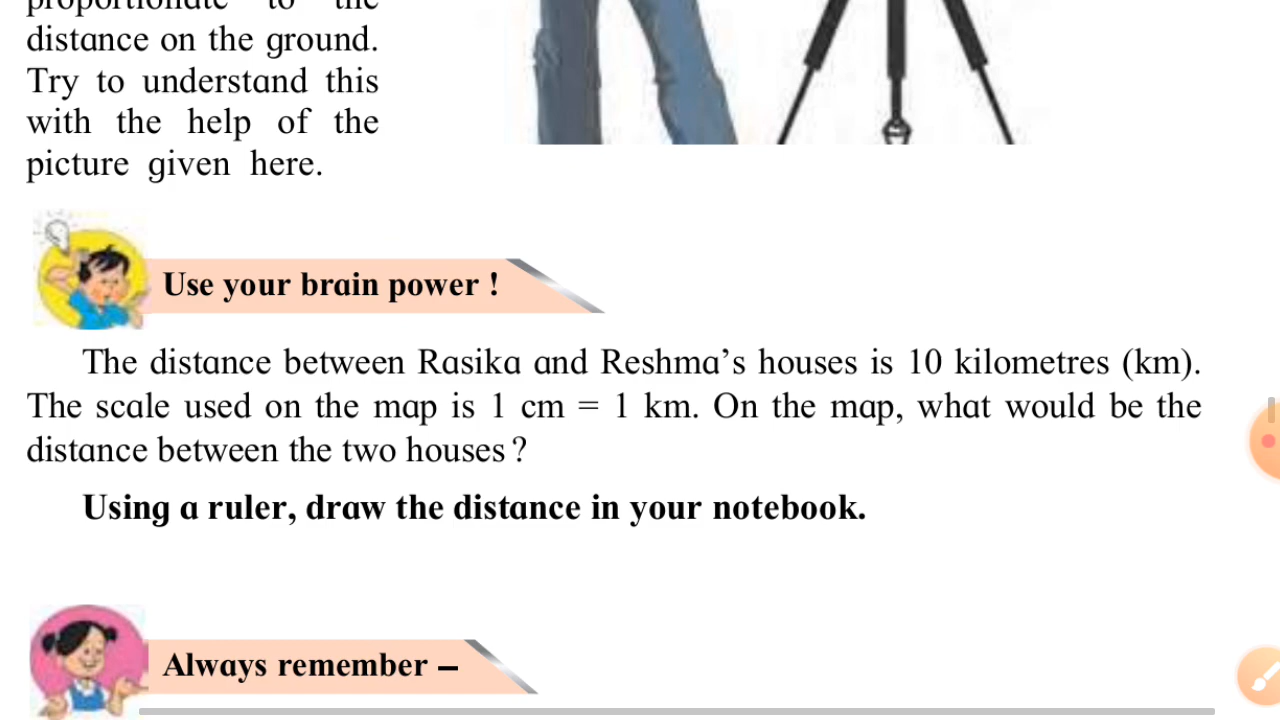 proportionate to the
distance on the ground.
Try to understand this
with the help of the
picture given here.
Use your brain power !
The distance between Rasika and Reshma's houses is 10 kilometres (km).
The scale used on the map is 1 cm = 1 km. On the map, what would be the
distance between the two houses ?
Using a ruler, draw the distance in your notebook.
Always remember –